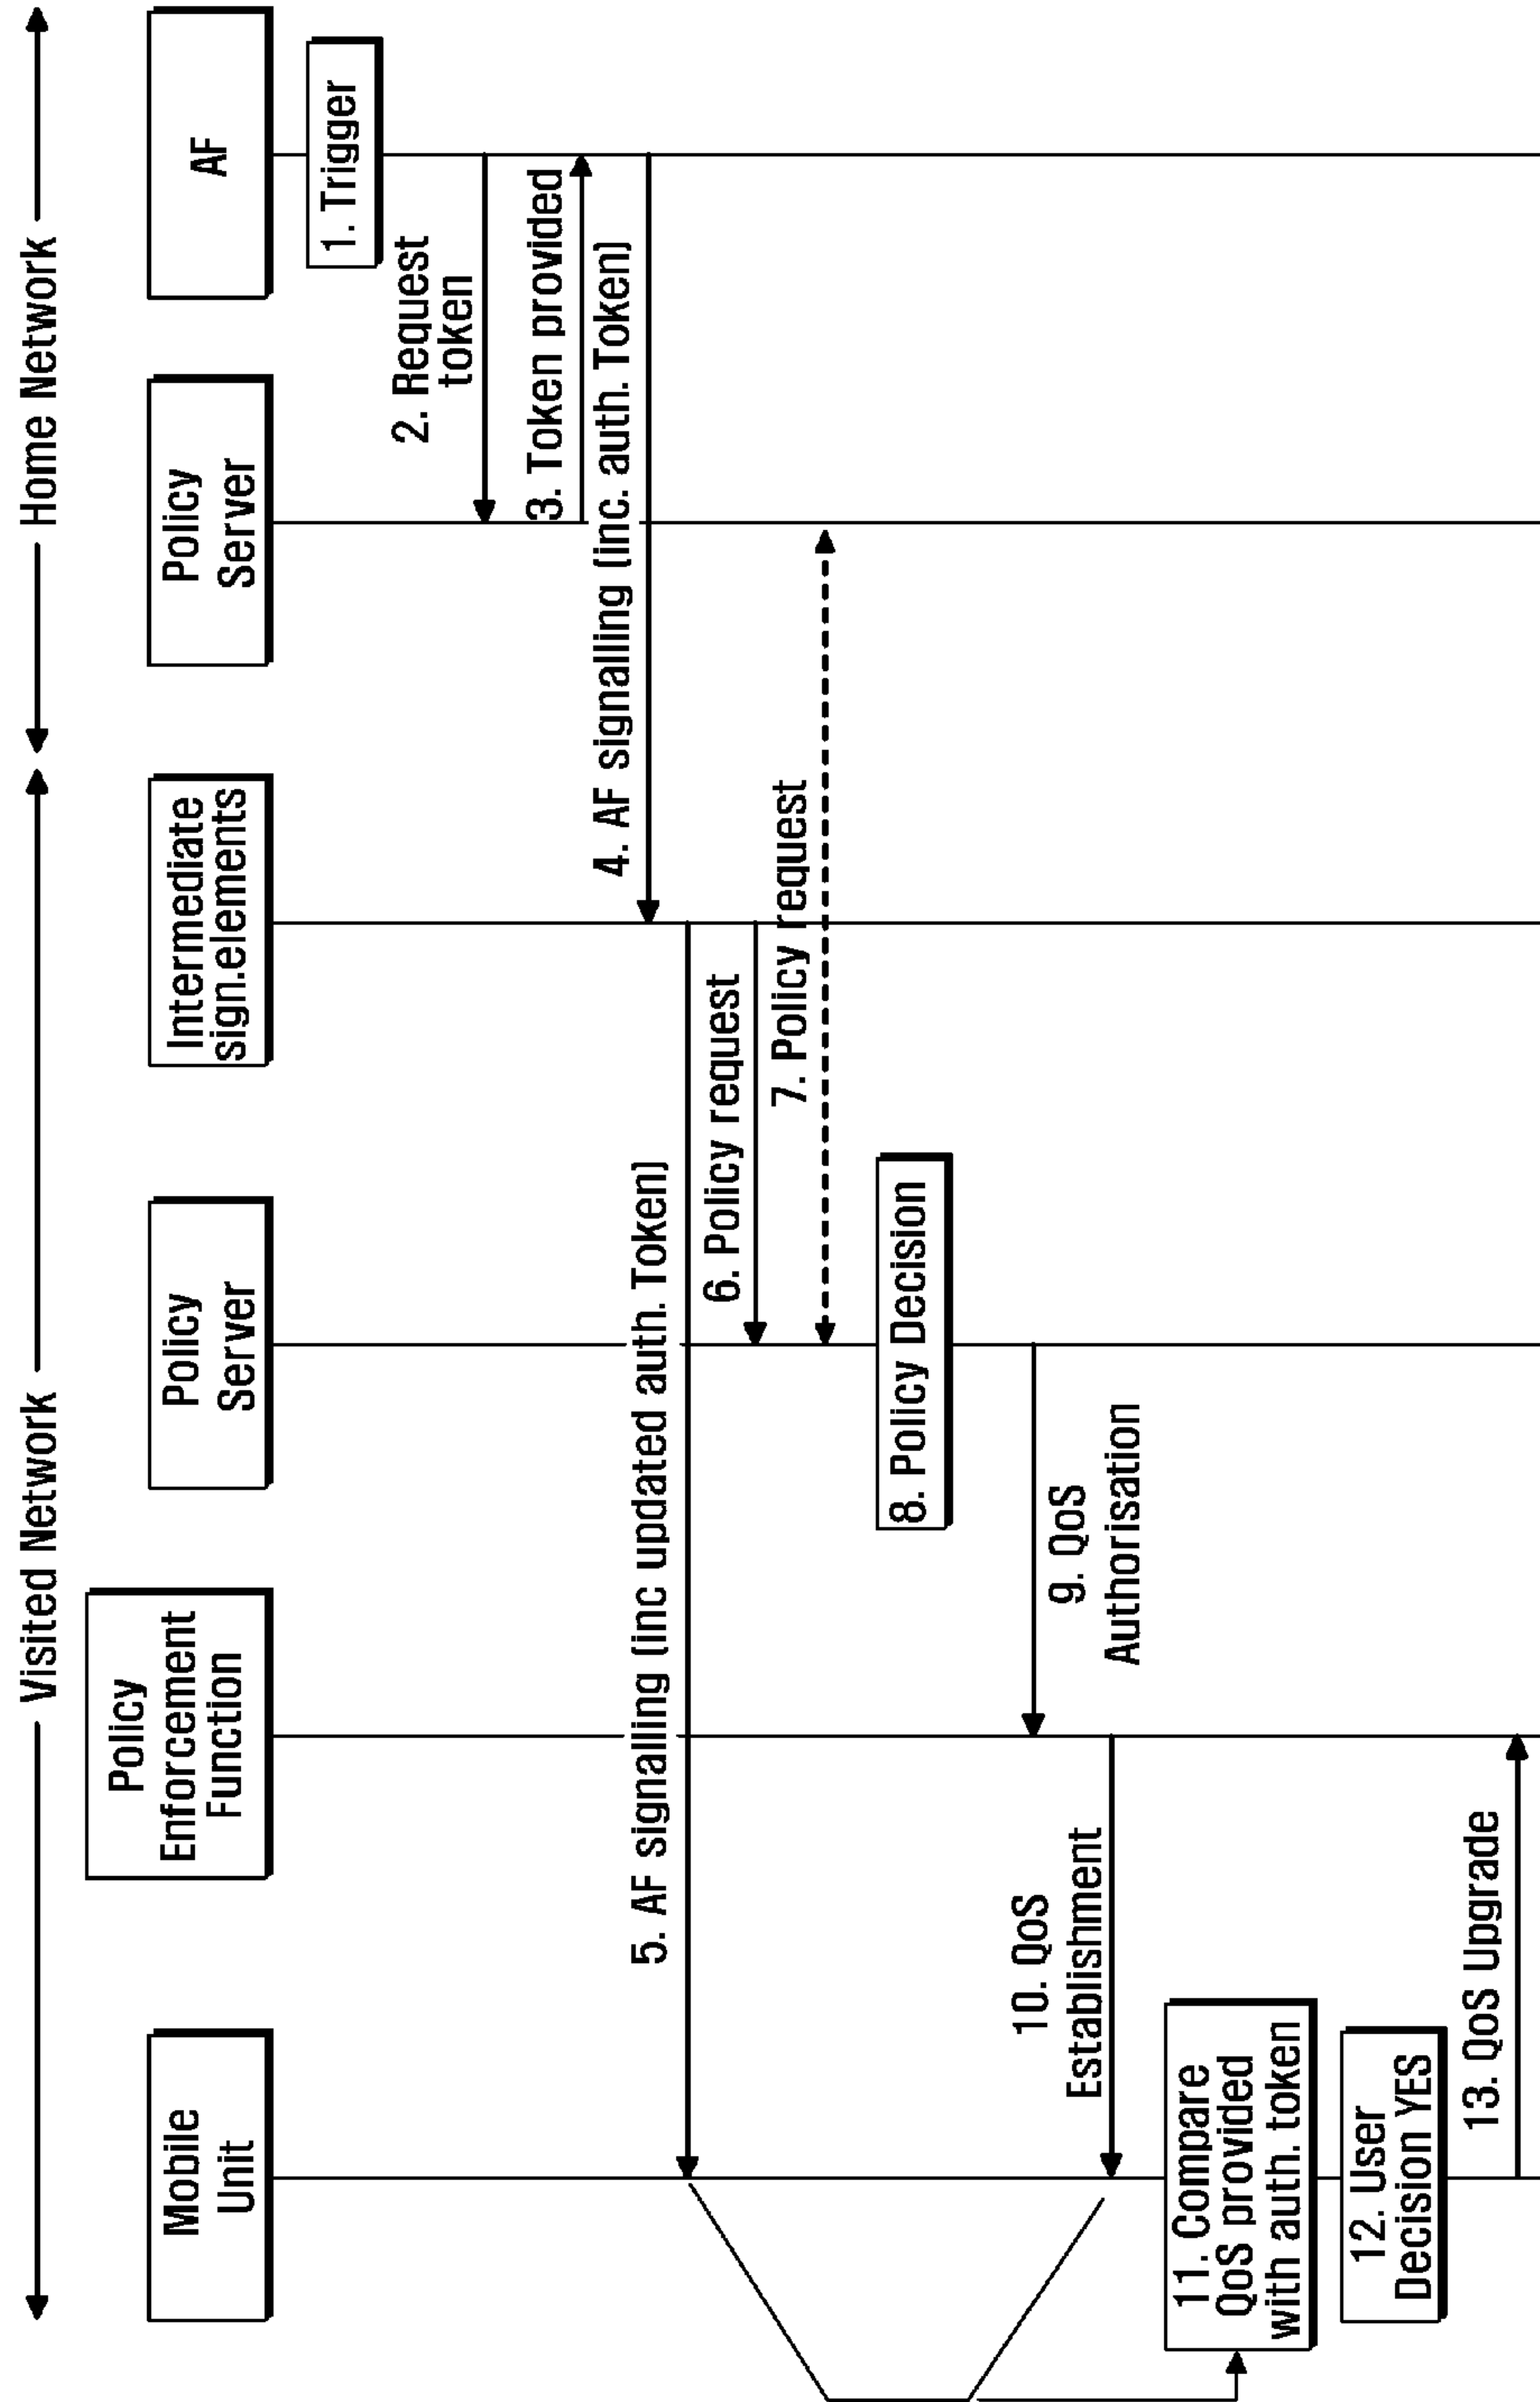 Visited Network
Home Network
Mobile
Unit
Policy
Enforcement
Function
Policy
Server
Intermediate
sign.elements
Policy
Server
AF
1. Trigger
2. Request
token
3. Token provided
4. AF signalling (inc. auth. Token)
5. AF signalling (inc updated auth. Token)
6. Policy request
7. Policy request
8. Policy Decision
9. QoS
Authorisation
10. QoS
Establishment
11. Compare
QoS provided
with auth. token
12. User
Decision YES
13. QoS Upgrade